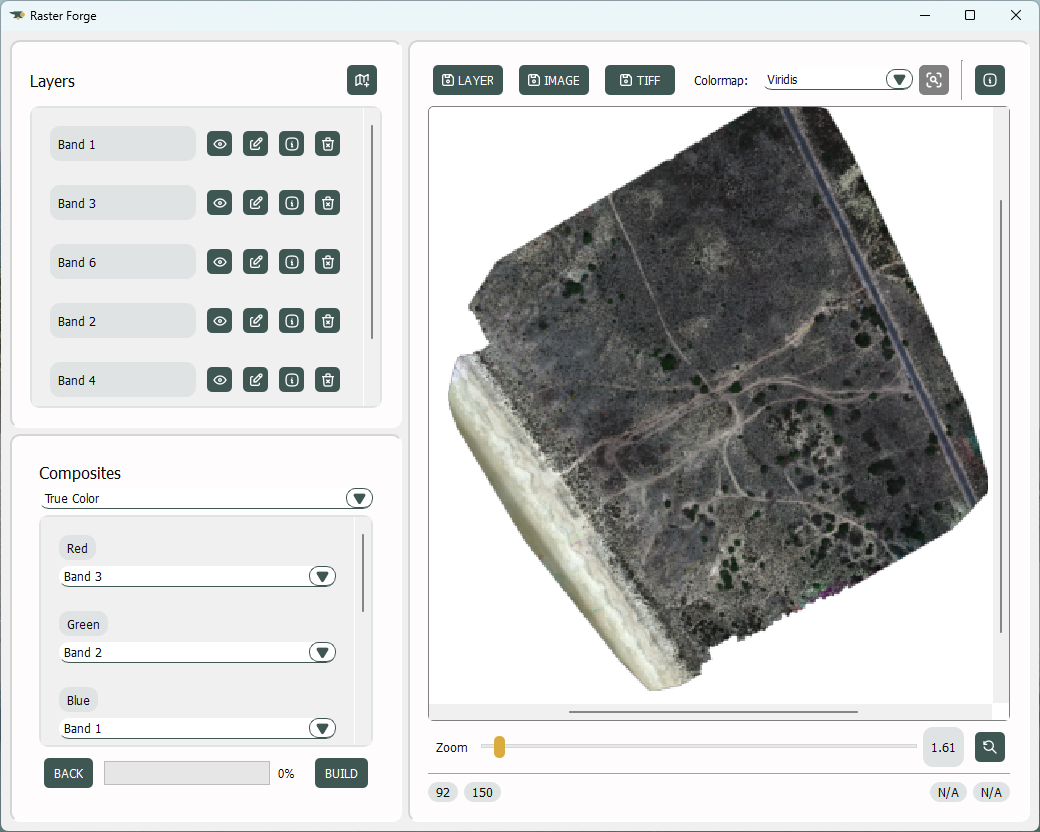 Raster Forge
Layers
Band 1
Band 3
Band 6
Band 2
Band 4
Composites
True Color
Red
Band 3
Green
Band 2
Blue
Band 1
BACK
0%
BUILD
LAYER
IMAGE
TIFF
Colormap:
Viridis
Zoom
1.61
92
150
N/A
N/A